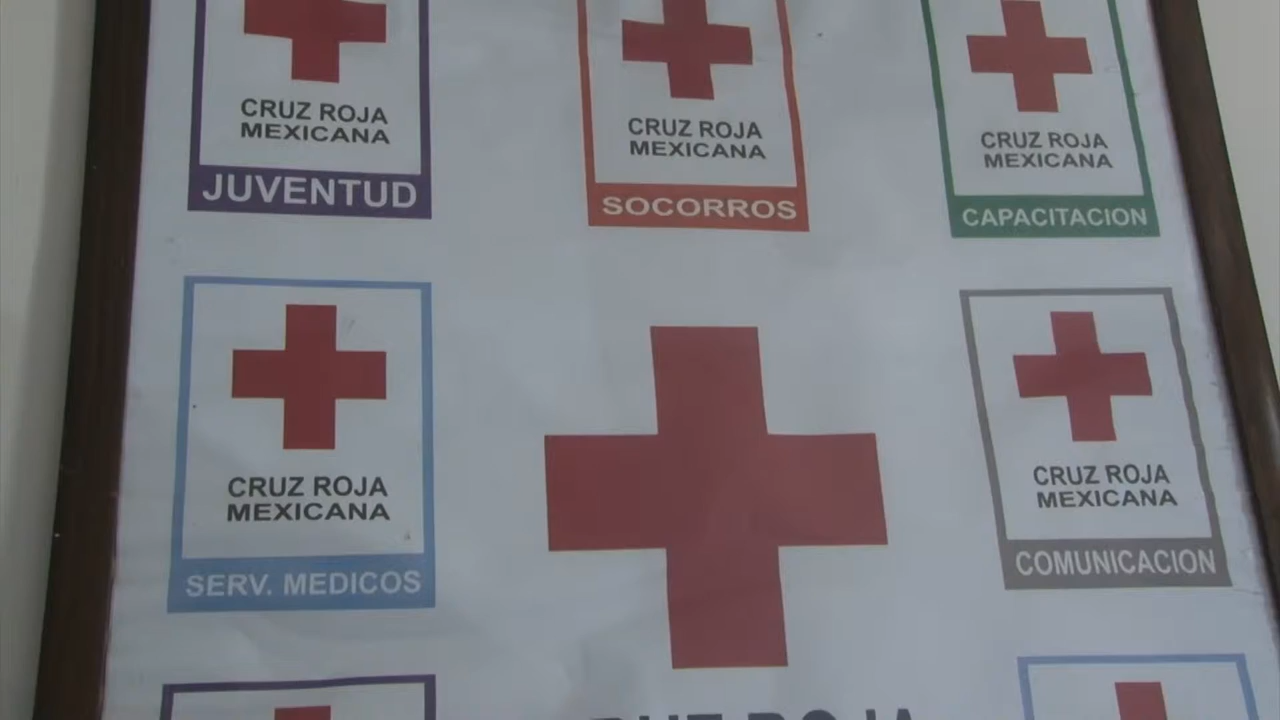 CRUZ ROJA
MEXICANA
JUVENTUD
CRUZ ROJA
MEXICANA
SOCORROS
CRUZ ROJA
MEXICANA
CAPACITACION
CRUZ ROJA
MEXICANA
SERV. MEDICOS
CRUZ ROJA
MEXICANA
COMUNICACION
ROJA